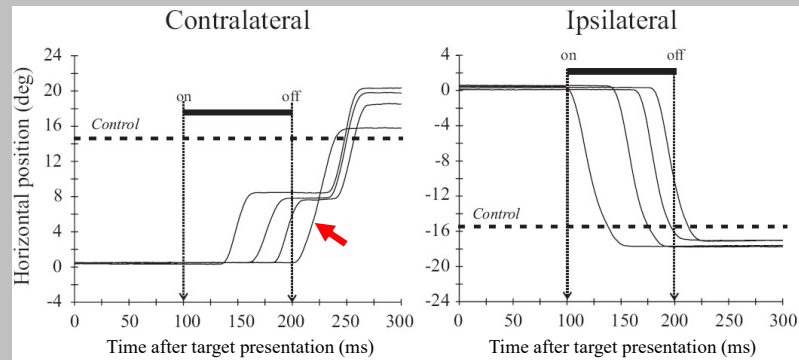 Contralateral
Horizontal position (deg)
24
20
16
12
8
4
0
-4
on
off
Control
0
50
100
150
200
250
300
Time after target presentation (ms)
Ipsilateral
4
0
-4
-8
-12
-16
-20
-24
on
off
Control
0
50
100
150
200
250
300
Time after target presentation (ms)